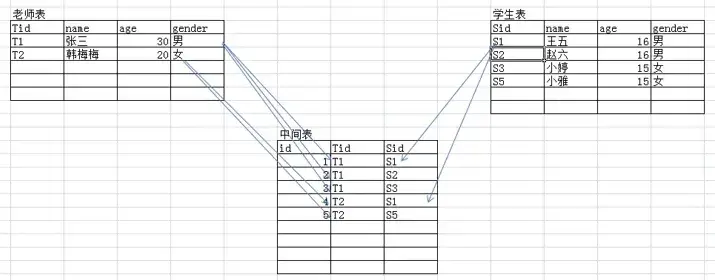 老师表
Tid name age gender
T1 张三 30 男
T2 韩梅梅 20 女
学生表
Sid name age gender
S1 王五 16 男
S2 赵六 16 男
S3 小婷 15 女
S5 小雅 15 女
中间表
id Tid Sid
1 T1 S1
2 T1 S2
3 T1 S3
4 T2 S1
5 T2 S5